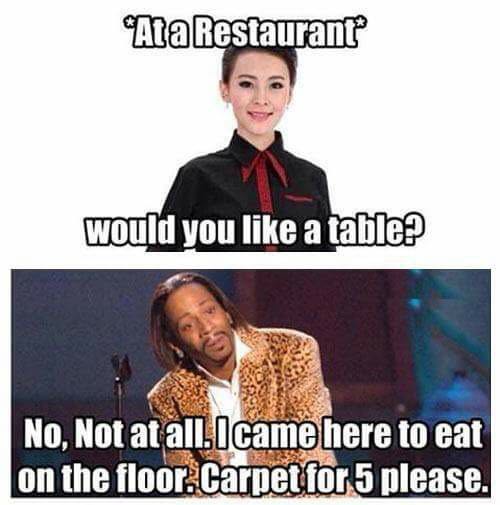 *At a Restaurant*
would you like a table?
No, Not at all. I came here to eat
on the floor. Carpet for 5 please.